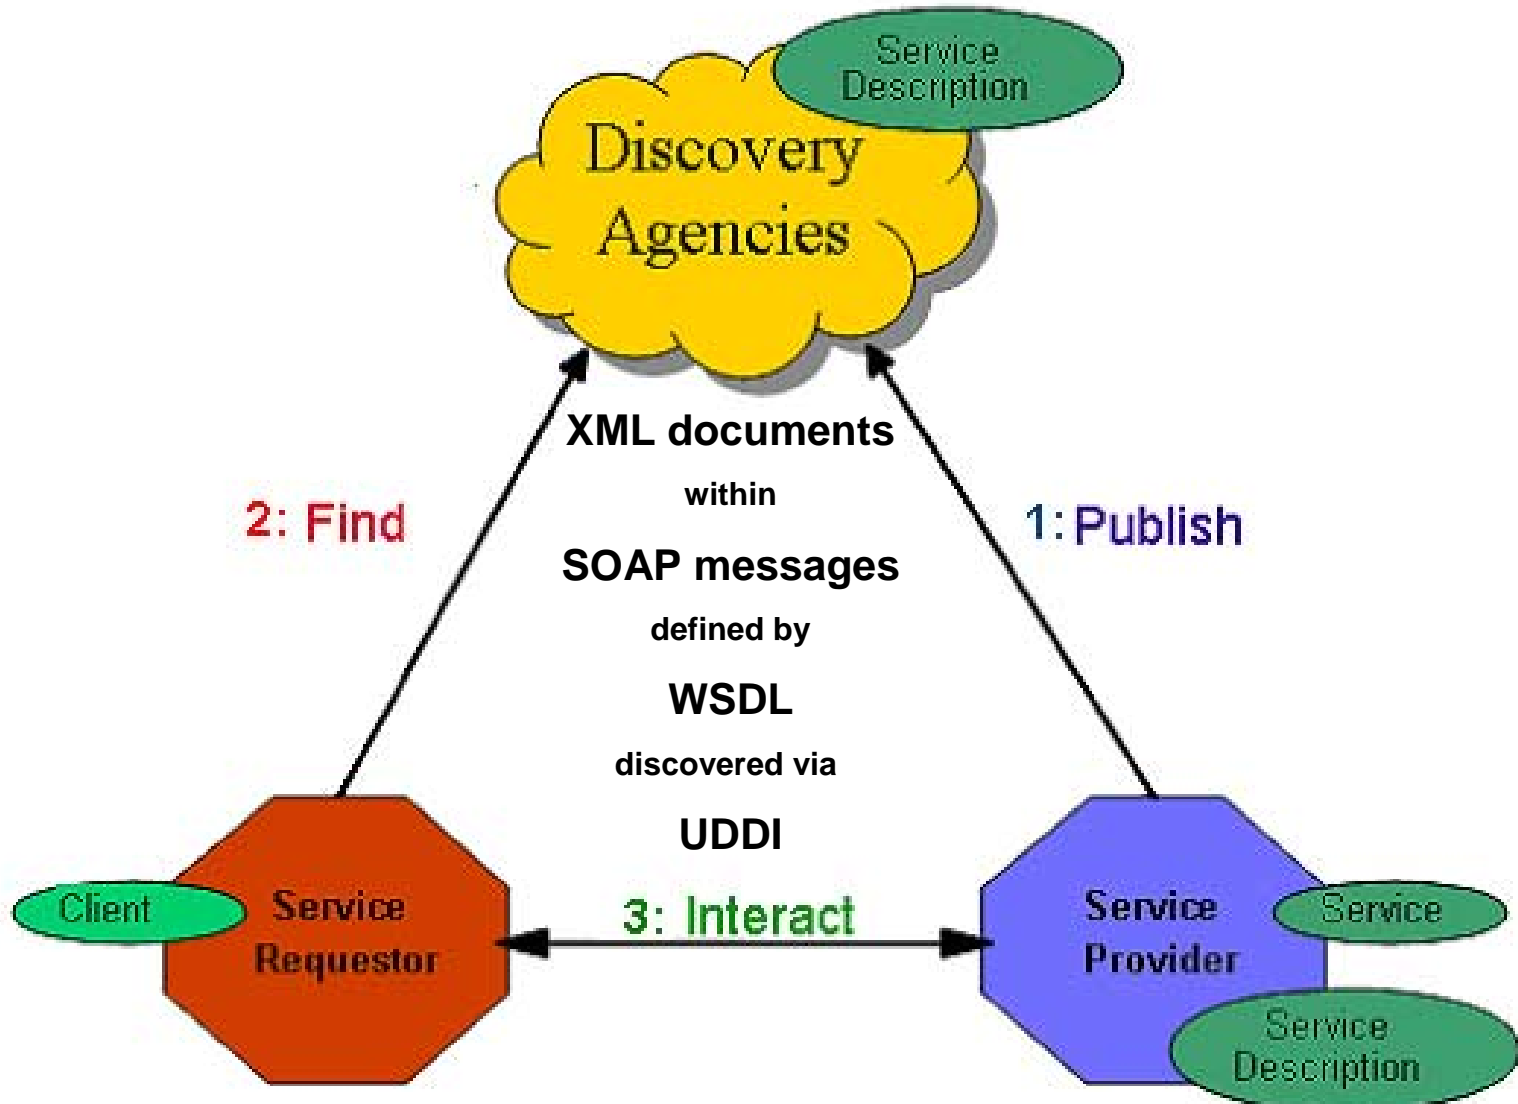 Service
Description
Discovery
Agencies
XML documents
within
2: Find
1: Publish
SOAP messages
defined by
WSDL
discovered via
UDDI
Client
Service
Requestor
3: Interact
Service
Provider
Service
Service
Description